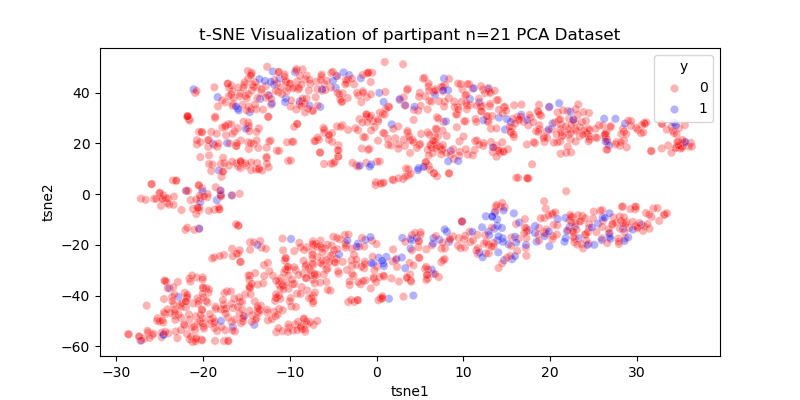 t-SNE Visualization of partipant n=21 PCA Dataset
y
0
1
40
20
0
−20
−40
−60
tsne2
−30 −20 −10 0 10 20 30
tsne1